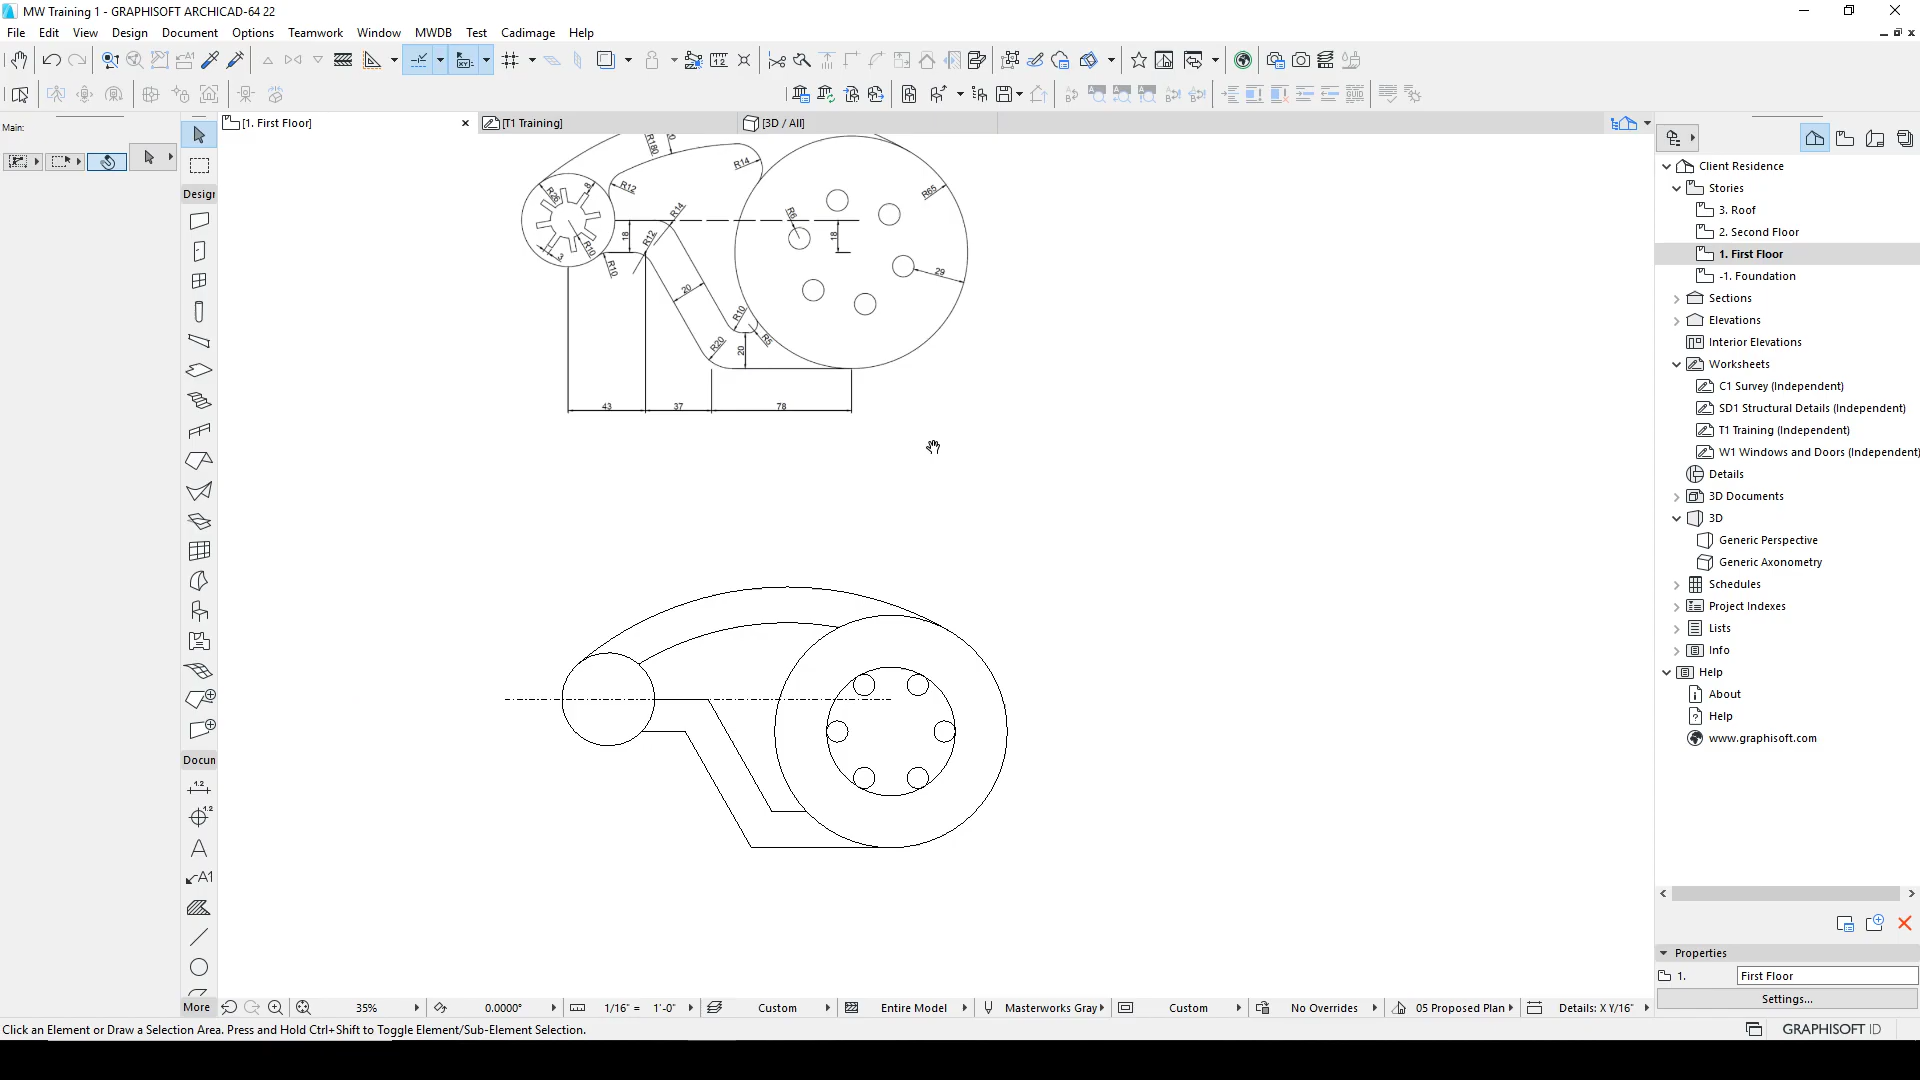 MW Training 1 - GRAPHISOFT ARCHICAD-64 22
File Edit View Design Document Options Teamwork Window MWDB Test Cadimage Help
Main:
[1. First Floor]
[T1 Training]
[3D / All]
Design
Docun
More
R180
R14
R12
R26
8
R10
3
R14
18
R12
R10
20
R10
R20
20
R5
R6
18
R65
29
43
37
78
Client Residence
Stories
3. Roof
2. Second Floor
1. First Floor
-1. Foundation
Sections
Elevations
Interior Elevations
Worksheets
C1 Survey (Independent)
SD1 Structural Details (Independent)
T1 Training (Independent)
W1 Windows and Doors (Independent)
Details
3D Documents
3D
Generic Perspective
Generic Axonometry
Schedules
Project Indexes
Lists
Info
Help
About
Help
www.graphisoft.com
Properties
1.
First Floor
Settings...
35%
0.0000°
1/16" = 1'-0"
Custom
Entire Model
Masterworks Gray
Custom
No Overrides
05 Proposed Plan
Details: X Y/16"
Click an Element or Draw a Selection Area. Press and Hold Ctrl+Shift to Toggle Element/Sub-Element Selection.
GRAPHISOFT ID